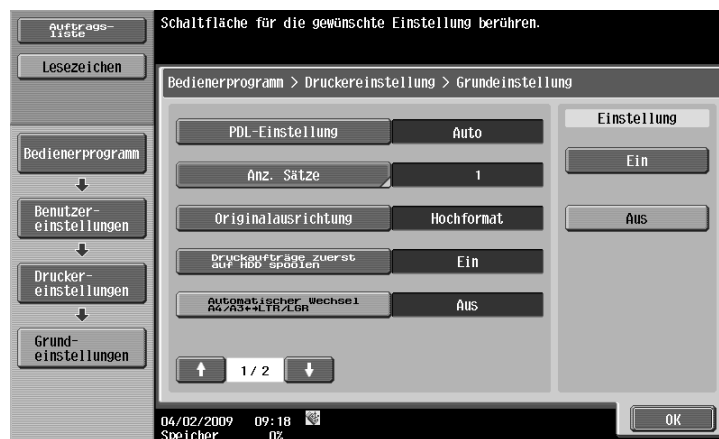 Auftrags-
liste
Lesezeichen
Schaltfläche für die gewünschte Einstellung berühren.
Bedienerprogramm > Druckereinstellung > Grundeinstellung
Bedienerprogramm
Benutzer-
einstellungen
Drucker-
einstellungen
Grund-
einstellungen
PDL-Einstellung Auto
Anz. Sätze 1
Originalausrichtung Hochformat
Druckaufträge zuerst
auf HDD spoolen
Ein
Automatischer Wechsel
A4/A3↔LTR/LGR
Aus
↑ 1/ 2 ↓
Einstellung
Ein
Aus
04/02/2009 09:18
Speicher 0%
OK